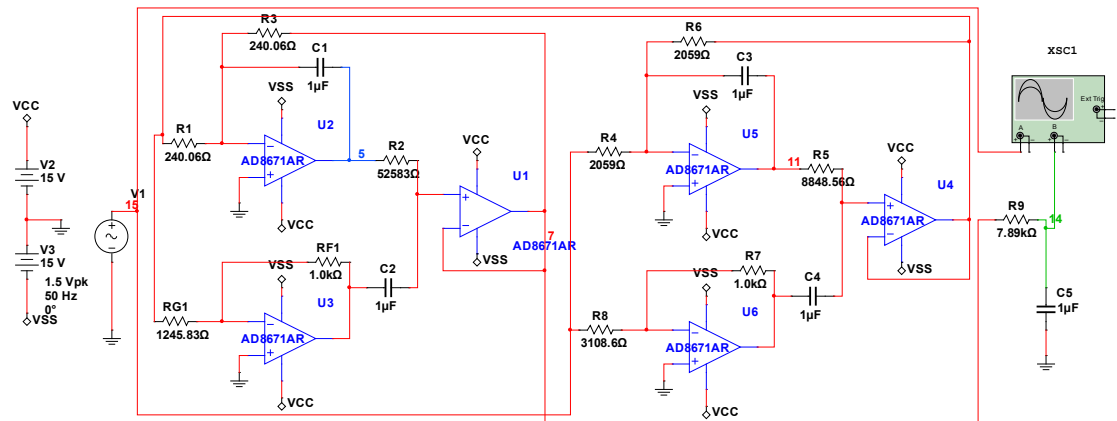 VCC
V2
15 V
V3
15 V
VSS
V1
15
1.5 Vpk
50 Hz
0°
R3
240.06Ω
C1
1µF
VSS
U2
R1
240.06Ω
AD8671AR
VCC
5
R2
52583Ω
VCC
U1
AD8671AR
7
VSS
RF1
1.0kΩ
C2
1µF
VSS
U3
RG1
1245.83Ω
AD8671AR
VCC
R6
2059Ω
C3
1µF
VSS
U5
R4
2059Ω
AD8671AR
VCC
11
R5
8848.56Ω
VCC
U4
AD8671AR
VSS
R7
1.0kΩ
C4
1µF
VSS
U6
R8
3108.6Ω
AD8671AR
VCC
XSC1
Ext Trig
A
B
R9
7.89kΩ
14
C5
1µF